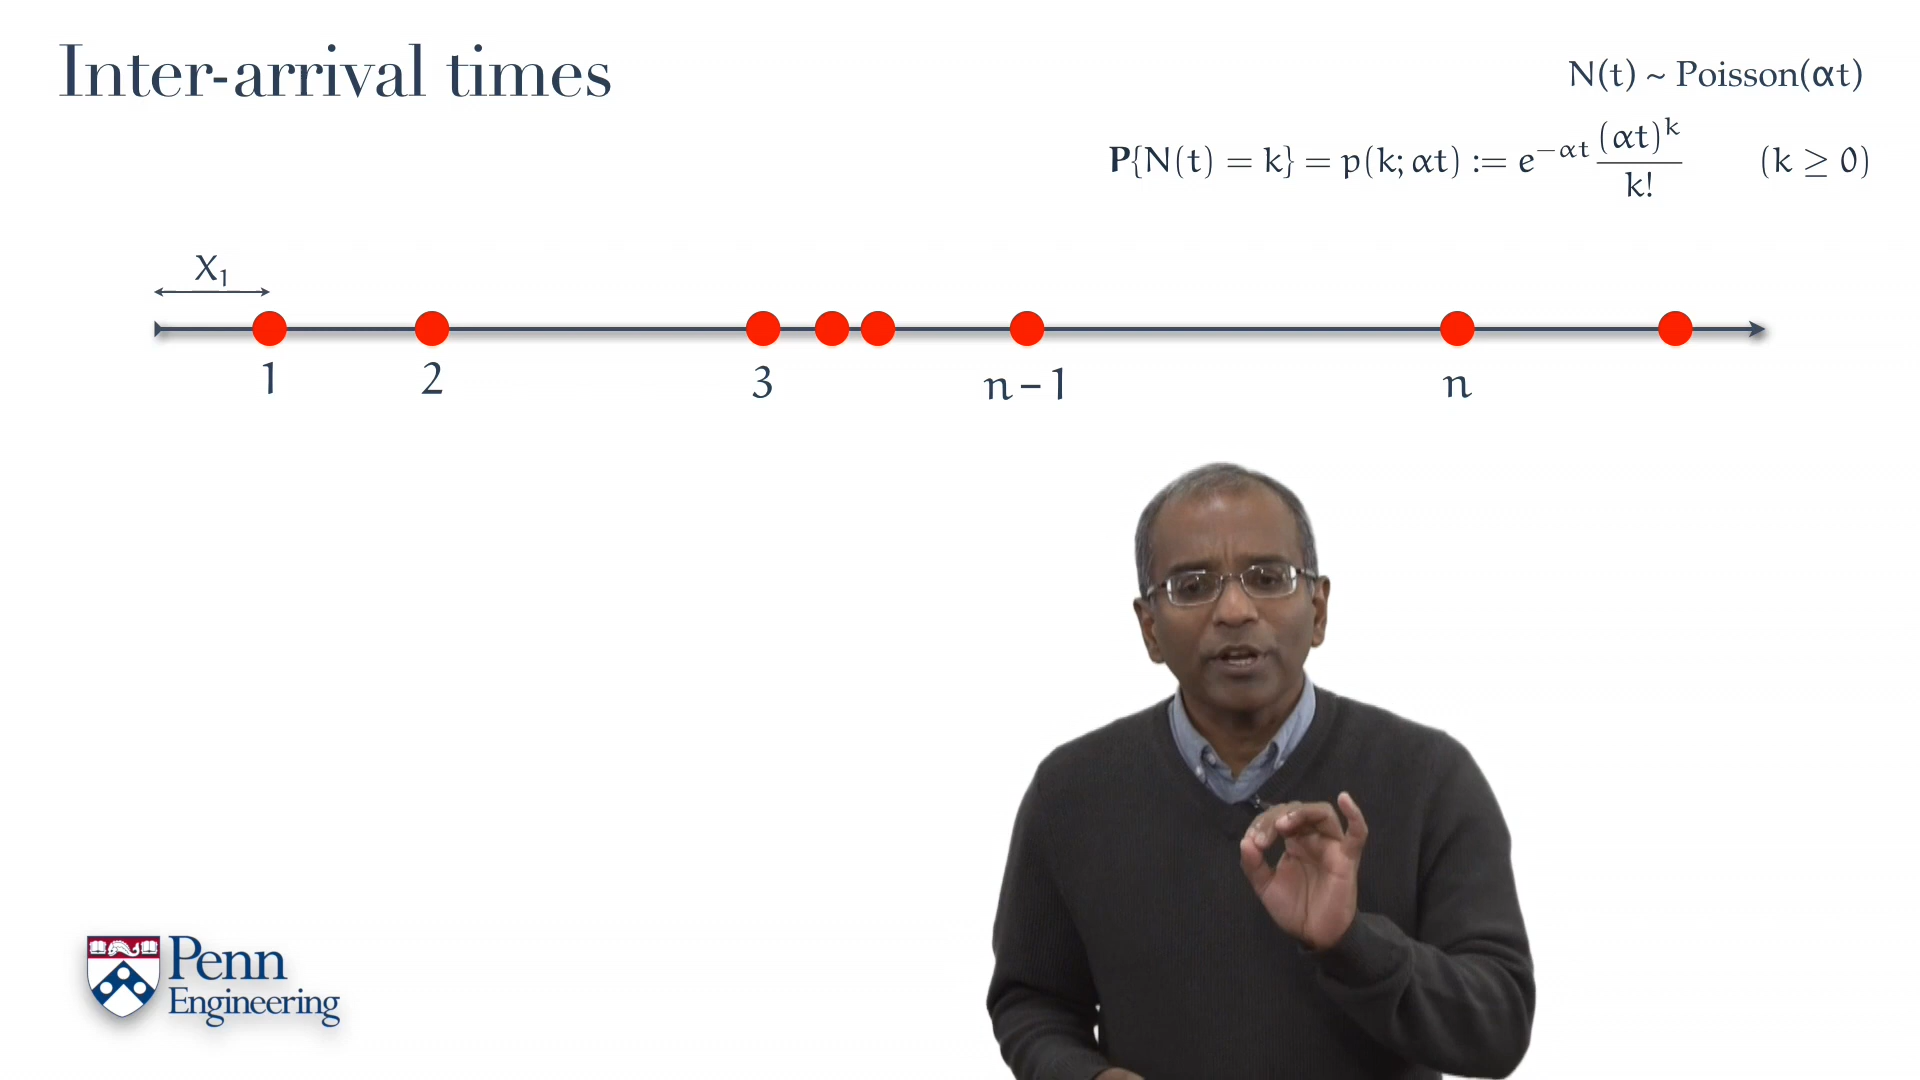 Inter-arrival times
N(t) ~ Poisson(αt)
P{N(t) = k} = p(k; αt) := e^{−αt} (αt)^k / k!   (k ≥ 0)
X₁
1 2 3 n − 1 n
Penn
Engineering